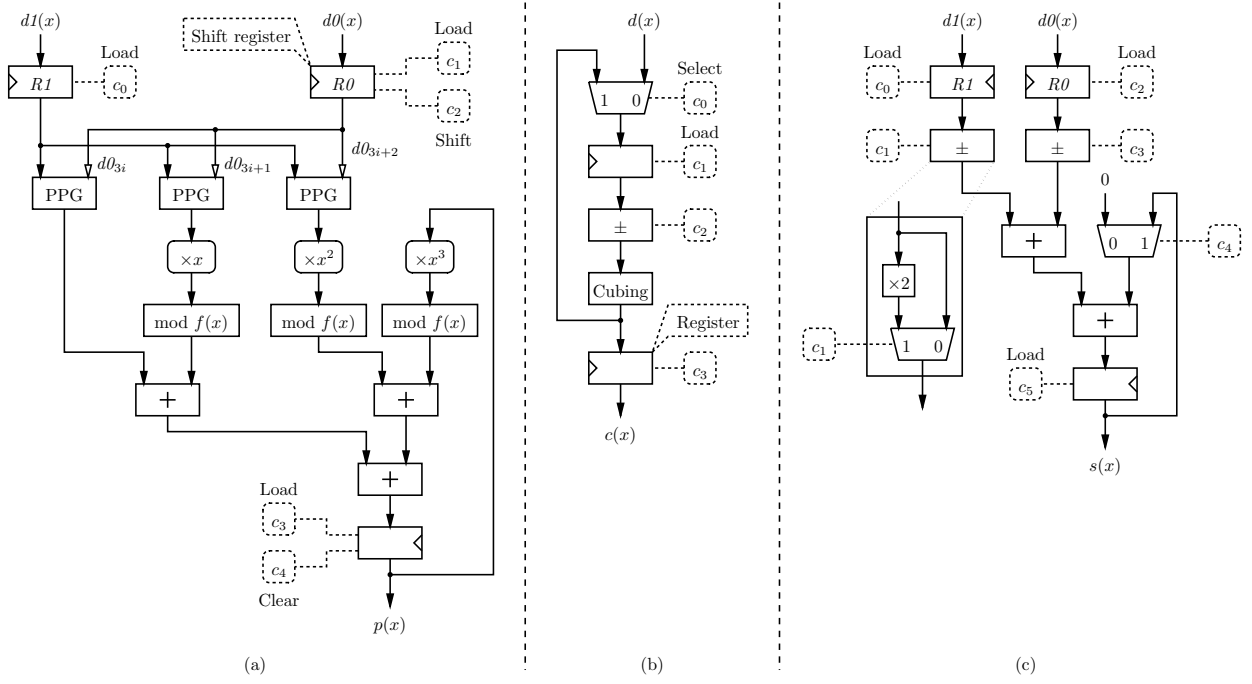 d1(x)
d0(x)
Load
Shift register
Load
R1
c₀
R0
c₁
c₂
Shift
d0₃ᵢ
d0₃ᵢ₊₁
d0₃ᵢ₊₂
PPG
PPG
PPG
×x
×x²
×x³
mod f(x)
mod f(x)
mod f(x)
+
+
+
Load
c₃
c₄
Clear
p(x)
(a)
d(x)
Select
1 0
c₀
Load
c₁
±
c₂
Cubing
Register
c₃
c(x)
(b)
d1(x)
d0(x)
Load
Load
c₀
R1
R0
c₂
c₁
±
±
c₃
0
+
0 1
c₄
×2
+
c₁
1 0
Load
c₅
s(x)
(c)